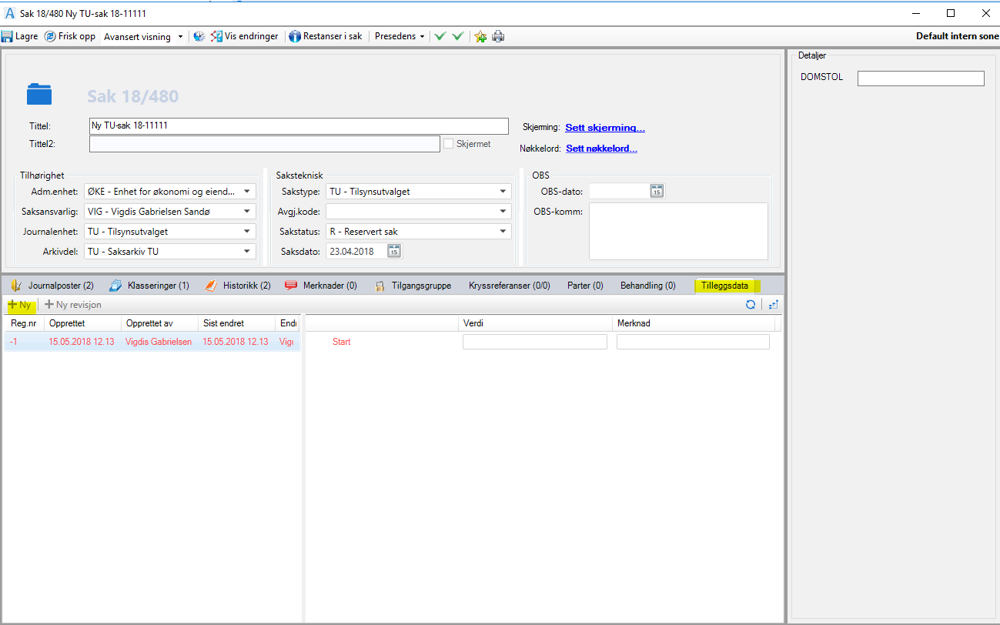 Sak 18/480 Ny TU-sak 18-11111
Lagre Frisk opp Avansert visning Vis endringer Restanser i sak Presedens Default intern sone
Detaljer
DOMSTOL
Sak 18/480
Tittel: Ny TU-sak 18-11111 Skjerming: Sett skjerming...
Tittel2: Skjermet Nøkkelord: Sett nøkkelord...
Tilhørighet Saksteknisk OBS
Adm.enhet: ØKE - Enhet for økonomi og eiend... Sakstype: TU - Tilsynsutvalget OBS-dato: 15
Saksansvarlig: VIG - Vigdis Gabrielsen Sandø Avgj.kode: OBS-komm:
Journalenhet: TU - Tilsynsutvalget Sakstatus: R - Reservert sak
Arkivdel: TU - Saksarkiv TU Saksdato: 23.04.2018 15
Journalposter (2) Klasseringer (1) Historikk (2) Merknader (0) Tilgangsgruppe Kryssreferanser (0/0) Parter (0) Behandling (0) Tilleggsdata
Ny Ny revisjon
Reg.nr Opprettet Opprettet av Sist endret Endr Verdi Merknad
-1 15.05.2018 12.13 Vigdis Gabrielsen 15.05.2018 12.13 Vigd Start